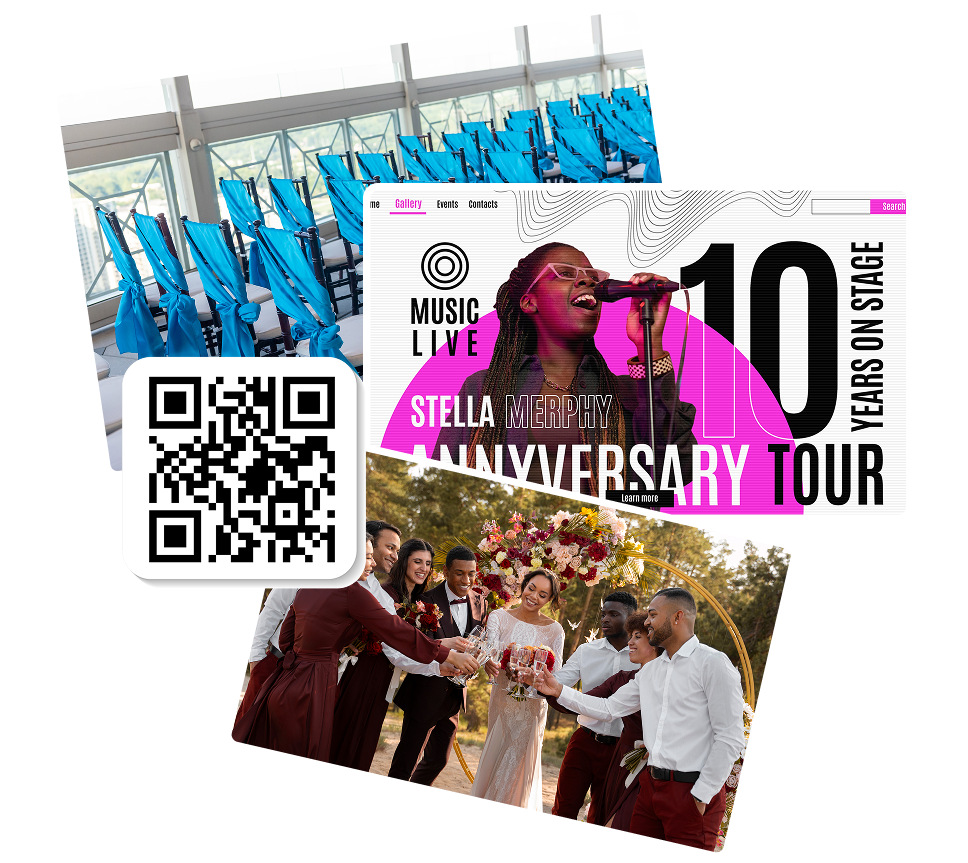 me Gallery Events Contacts
Search
MUSIC
LIVE
10
YEARS ON STAGE
STELLA MERPHY
ANNYVERSARY TOUR
Learn more